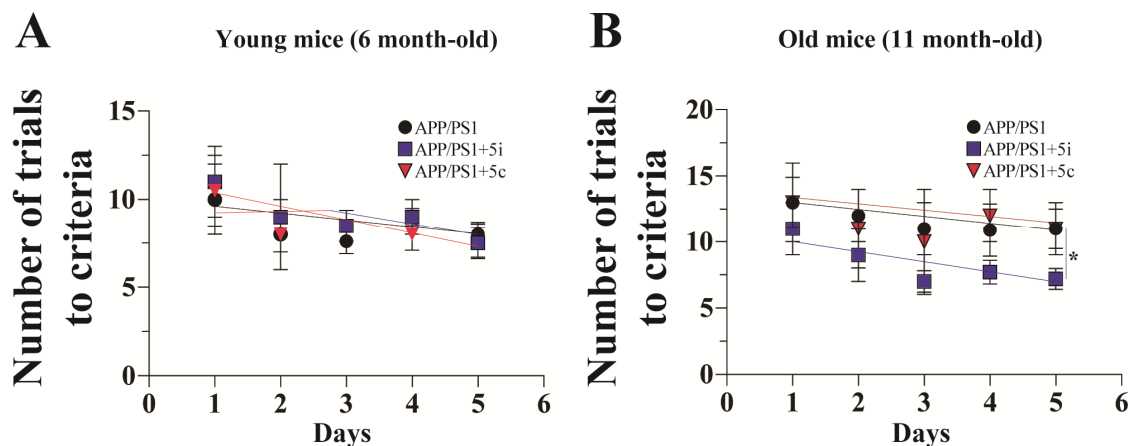 A
Young mice (6 month-old)
Number of trials
to criteria
15
10
5
0
APP/PS1
APP/PS1+5i
APP/PS1+5c
0 1 2 3 4 5 6
Days
B
Old mice (11 month-old)
Number of trials
to criteria
20
15
10
5
0
APP/PS1
APP/PS1+5i
APP/PS1+5c
*
0 1 2 3 4 5 6
Days